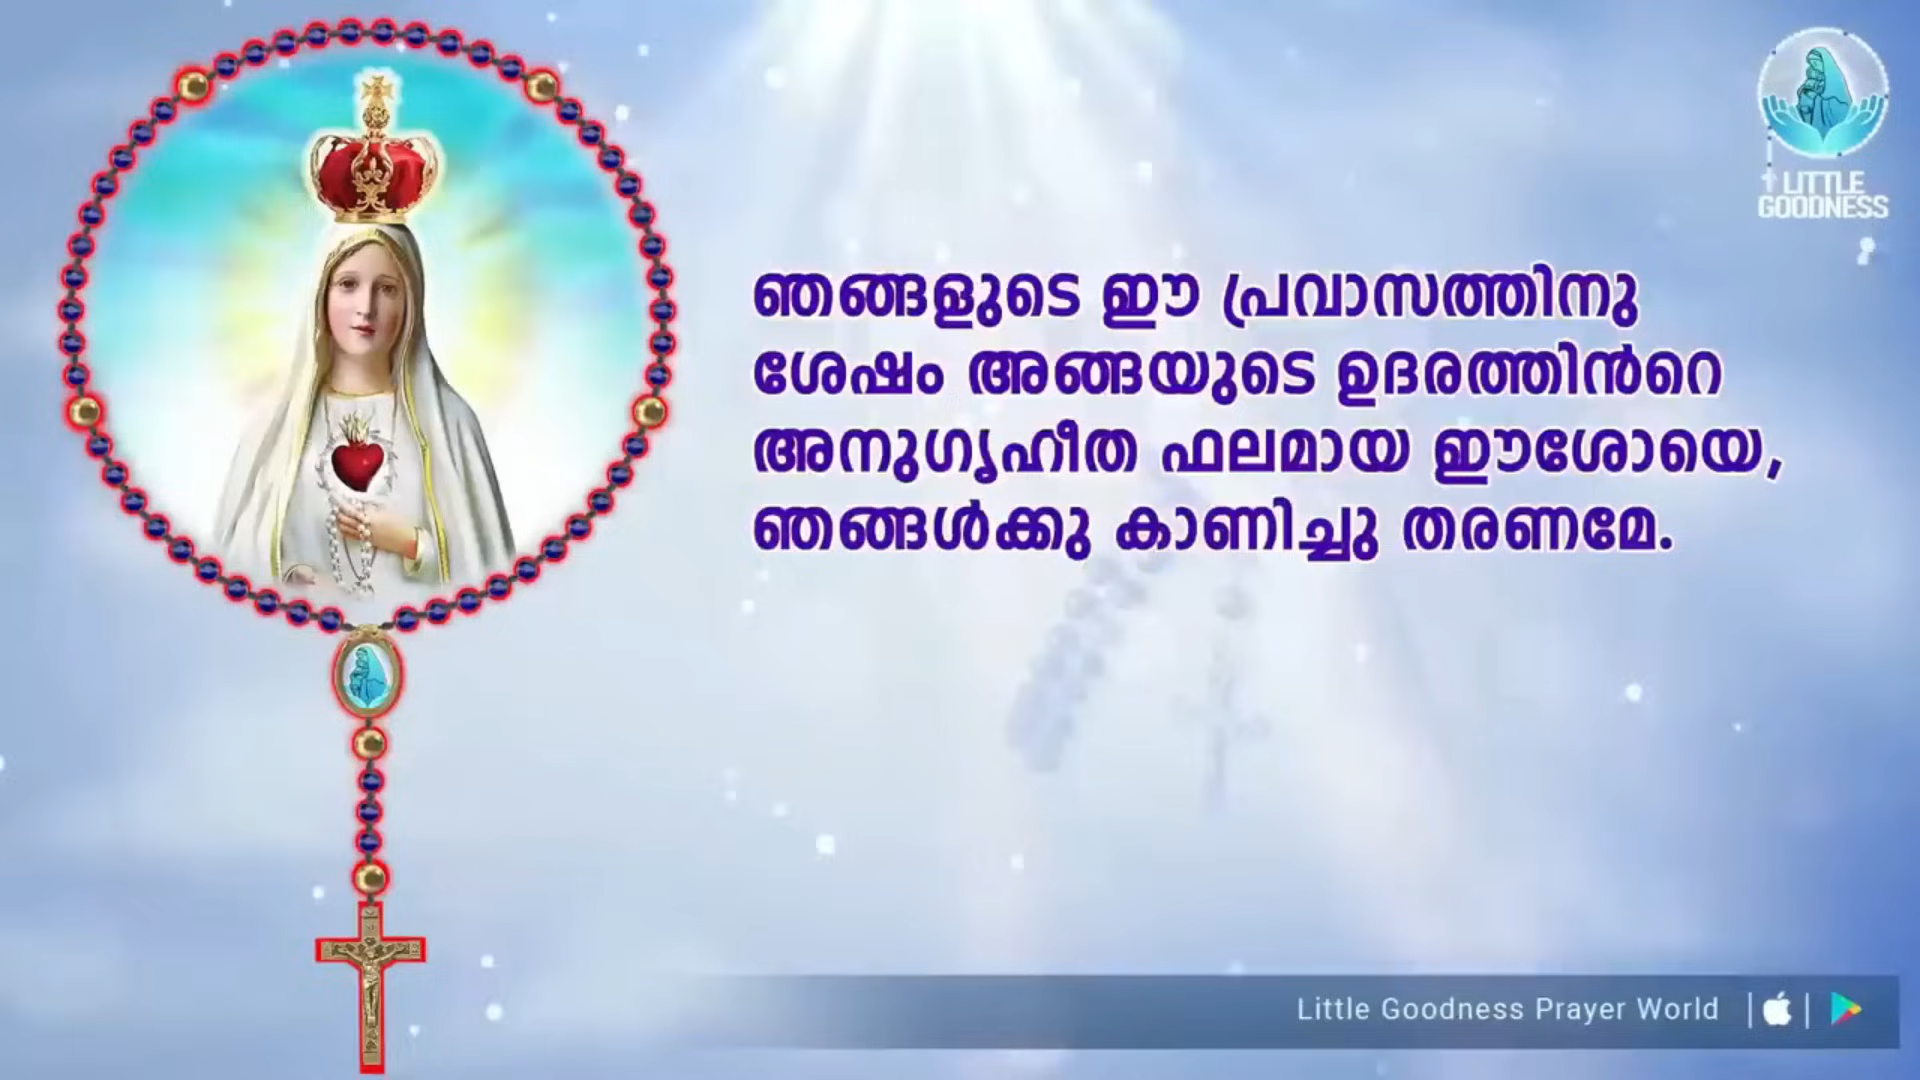 LITTLE
GOODNESS
ഞങ്ങളുടെ ഈ പ്രവാസത്തിനു
ശേഷം അങ്ങയുടെ ഉദരത്തിൻറെ
അനുഗൃഹീത ഫലമായ ഈശോയെ,
ഞങ്ങൾക്കു കാണിച്ചു തരണമേ.
Little Goodness Prayer World